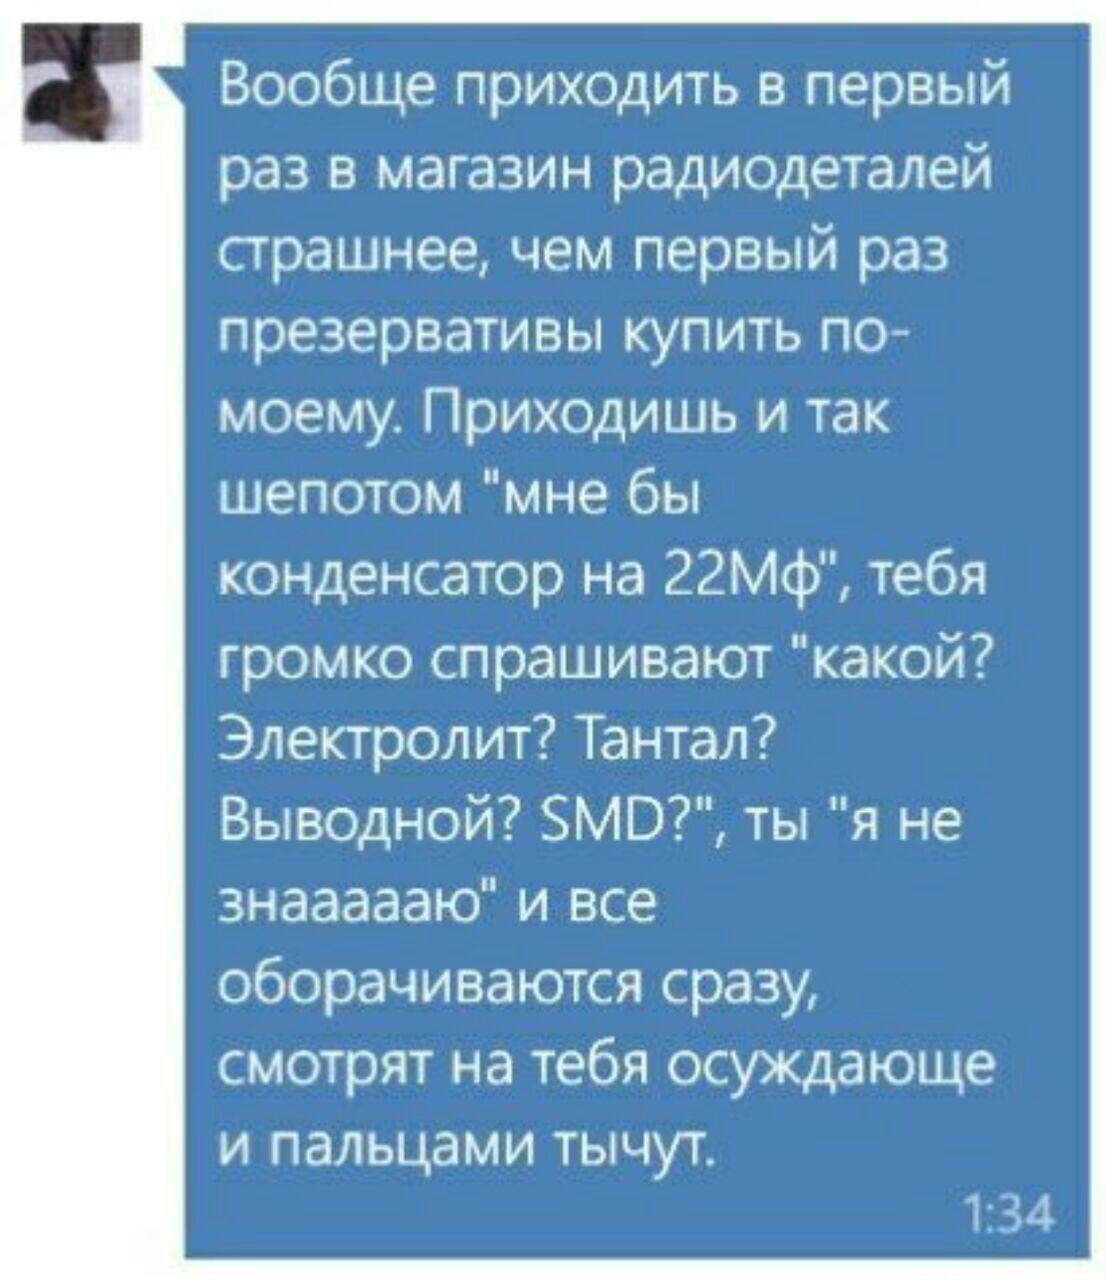 Вообще приходить в первый
раз в магазин радиодеталей
страшнее, чем первый раз
презервативы купить по-
моему. Приходишь и так
шепотом "мне бы
конденсатор на 22Мф", тебя
громко спрашивают "какой?
Электролит? Тантал?
Выводной? SMD?", ты "я не
знааааааю" и все
оборачиваются сразу,
смотрят на тебя осуждающе
и пальцами тычут.
1:34